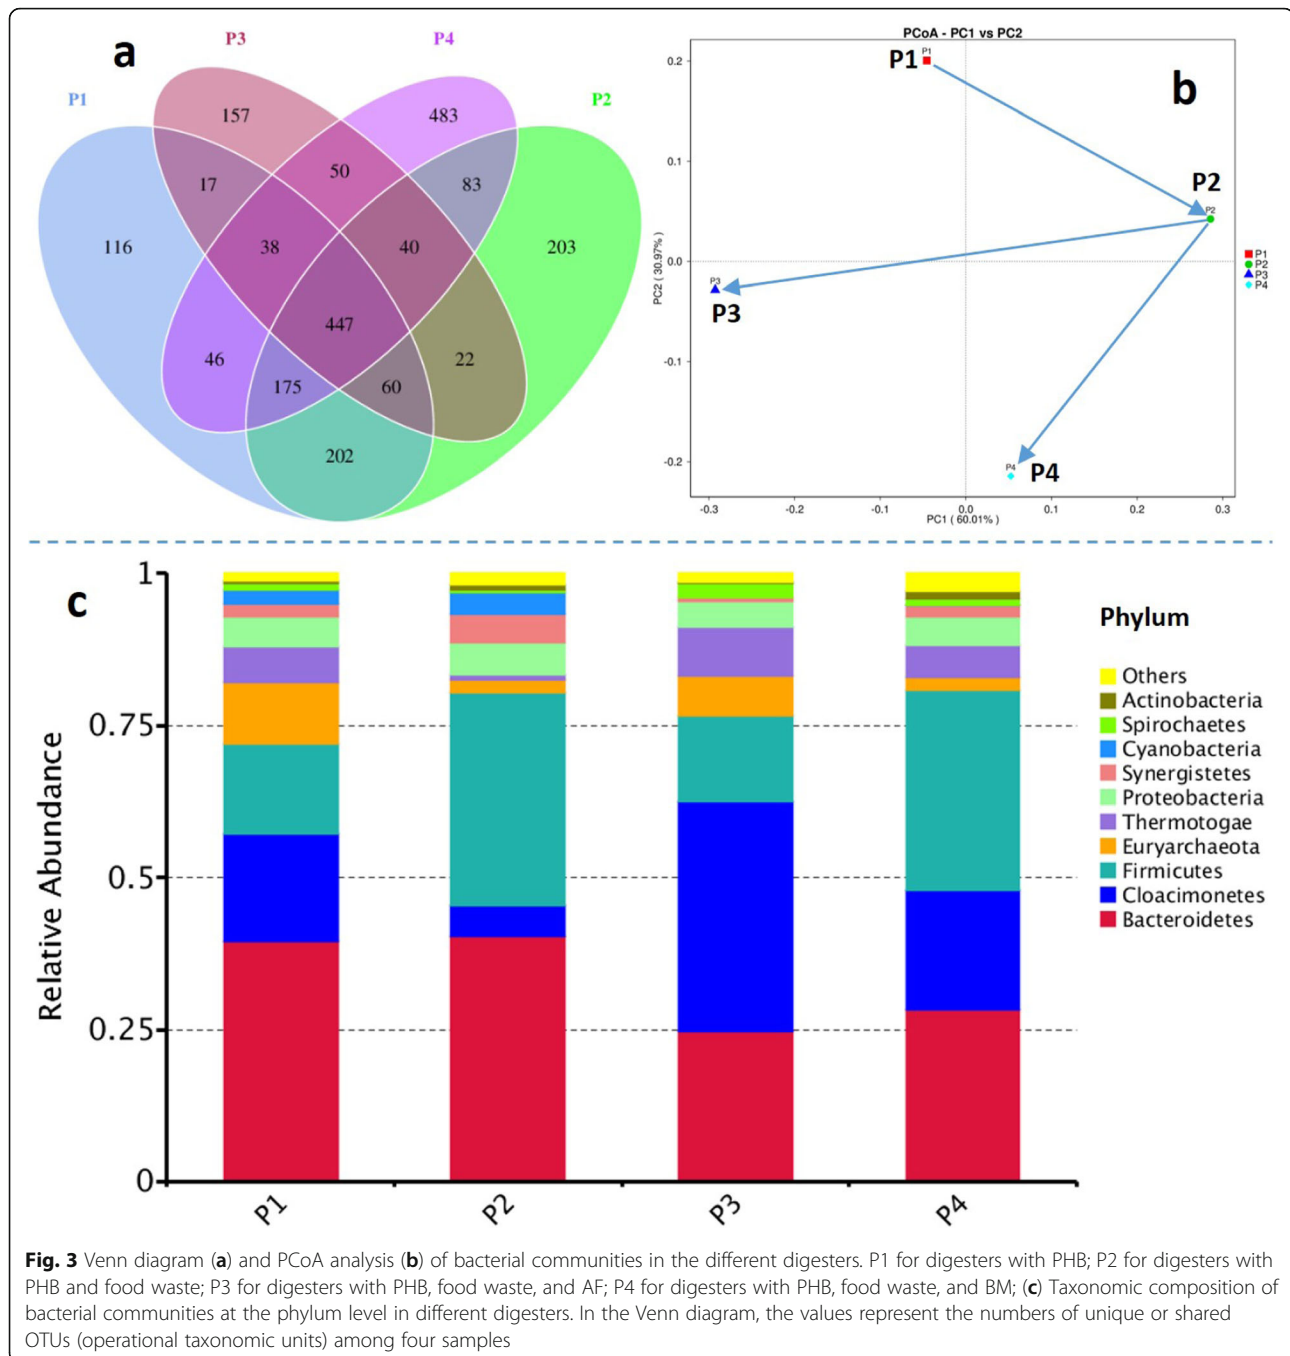 a
P1
P3
P4
P2
157
483
17
50
83
116
38
40
203
447
46
22
175
60
202
PCoA - PC1 vs PC2
b
P1
P1
P2
P2
P3
P3
P4
P4
0.2
0.1
0.0
-0.1
-0.2
PC2 ( 30.97%)
-0.3
-0.2
-0.1
0.0
0.1
0.2
0.3
PC1 ( 60.01%)
P1
P2
P3
P4
c
Relative Abundance
1
0.75
0.5
0.25
0
P1
P2
P3
P4
Phylum
Others
Actinobacteria
Spirochaetes
Cyanobacteria
Synergistetes
Proteobacteria
Thermotogae
Euryarchaeota
Firmicutes
Cloacimonetes
Bacteroidetes
Fig. 3 Venn diagram (a) and PCoA analysis (b) of bacterial communities in the different digesters. P1 for digesters with PHB; P2 for digesters with
PHB and food waste; P3 for digesters with PHB, food waste, and AF; P4 for digesters with PHB, food waste, and BM; (c) Taxonomic composition of
bacterial communities at the phylum level in different digesters. In the Venn diagram, the values represent the numbers of unique or shared
OTUs (operational taxonomic units) among four samples